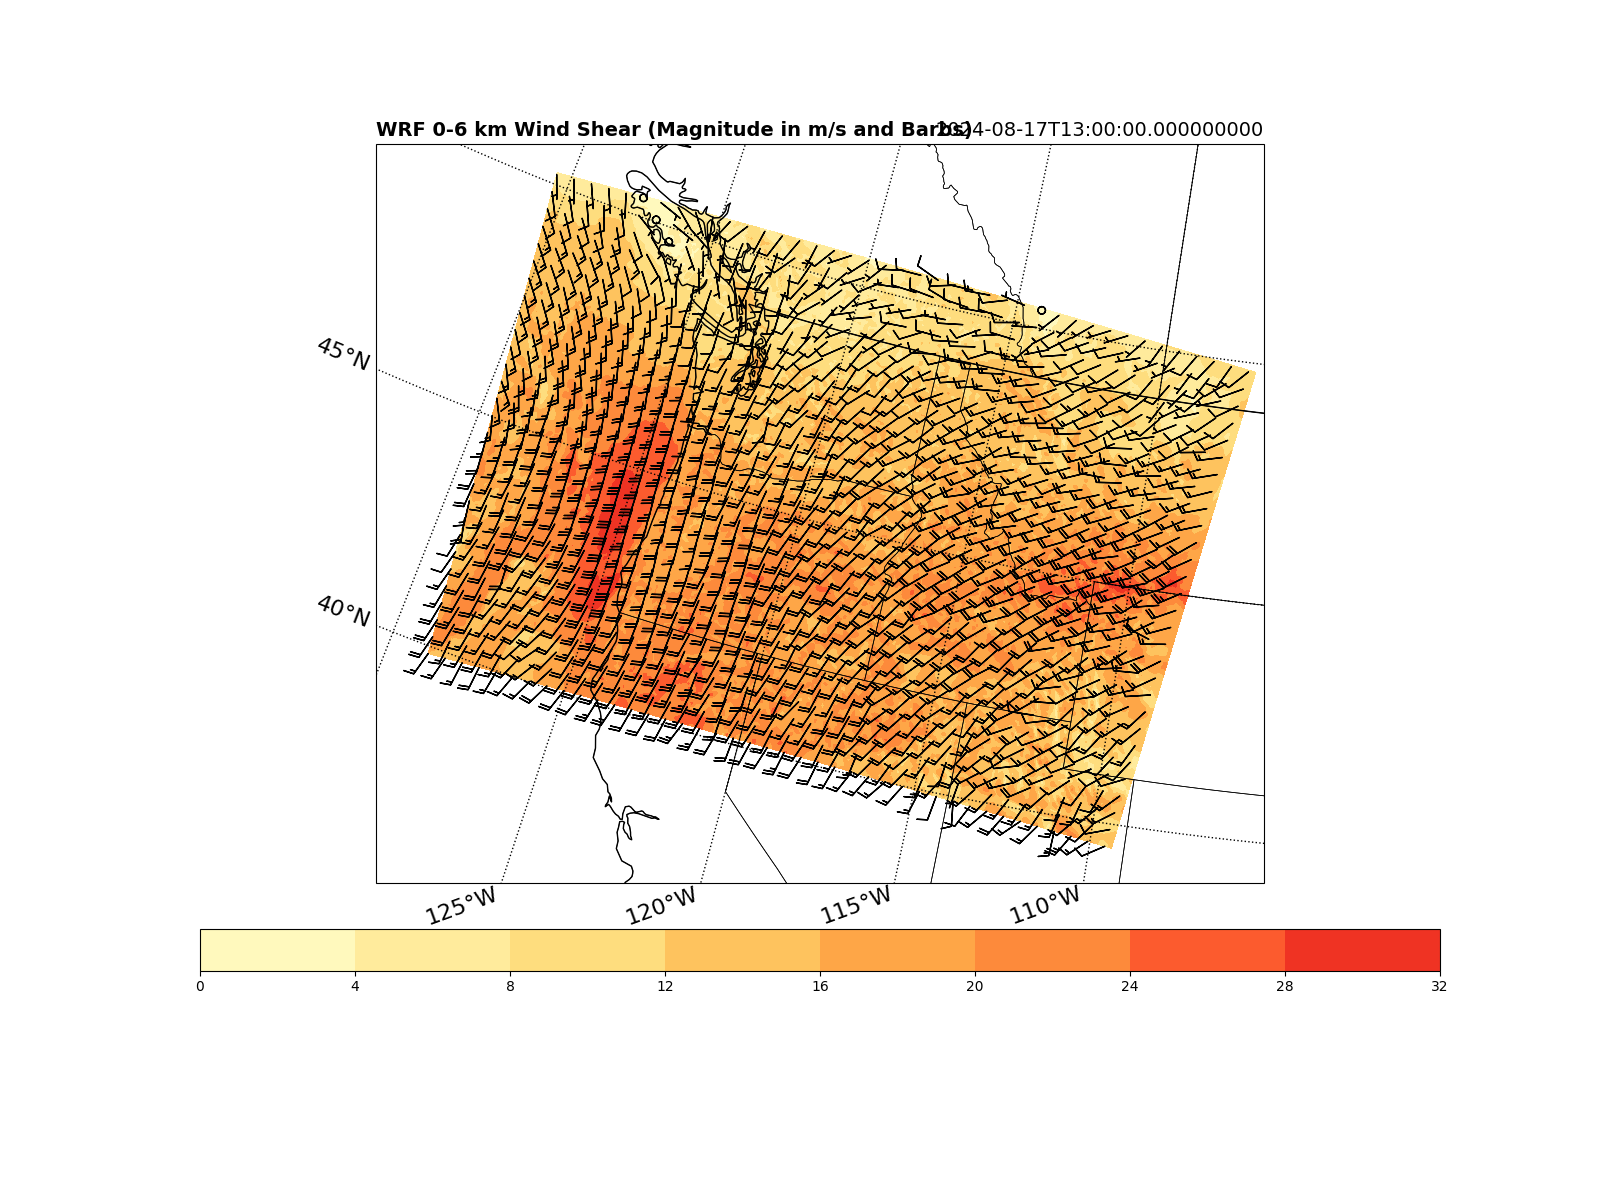 WRF 0-6 km Wind Shear (Magnitude in m/s and Barbs) 2024-08-17T13:00:00.000000000
45°N
40°N
125°W 120°W 115°W 110°W
0 4 8 12 16 20 24 28 32